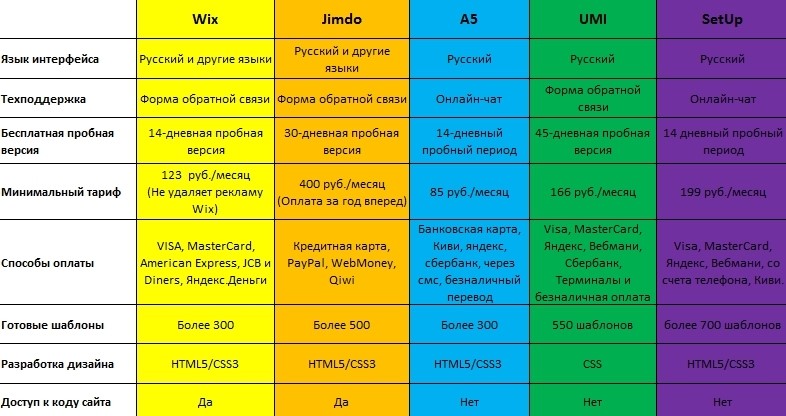 Wix Jimdo A5 UMI SetUp
Язык интерфейса Русский и другие языки Русский и другие языки Русский Русский Русский
Техподдержка Форма обратной связи Форма обратной связи Онлайн-чат Форма обратной связи Онлайн-чат
Бесплатная пробная версия 14-дневная пробная версия 30-дневная пробная версия 14-дневный пробный период 45-дневная пробная версия 14 дневный пробный период
Минимальный тариф 123 руб./месяц (Не удаляет рекламу Wix) 400 руб./месяц (Оплата за год вперед) 85 руб./месяц 166 руб./месяц 199 руб./месяц
Способы оплаты VISA, MasterCard, American Express, JCB и Diners, Яндекс.Деньги Кредитная карта, PayPal, WebMoney, Qiwi Банковская карта, Киви, яндекс, сбербанк, через смс, безналичный перевод Visa, MasterCard, Яндекс, Вебмани, Сбербанк, Терминалы и безналичная оплата Visa, MasterCard, Яндекс, Вебмани, со счета телефона, Киви.
Готовые шаблоны Более 300 Более 500 Более 300 550 шаблонов более 700 шаблонов
Разработка дизайна HTML5/CSS3 HTML5/CSS3 HTML5/CSS3 CSS HTML5/CSS3
Доступ к коду сайта Да Да Нет Нет Нет